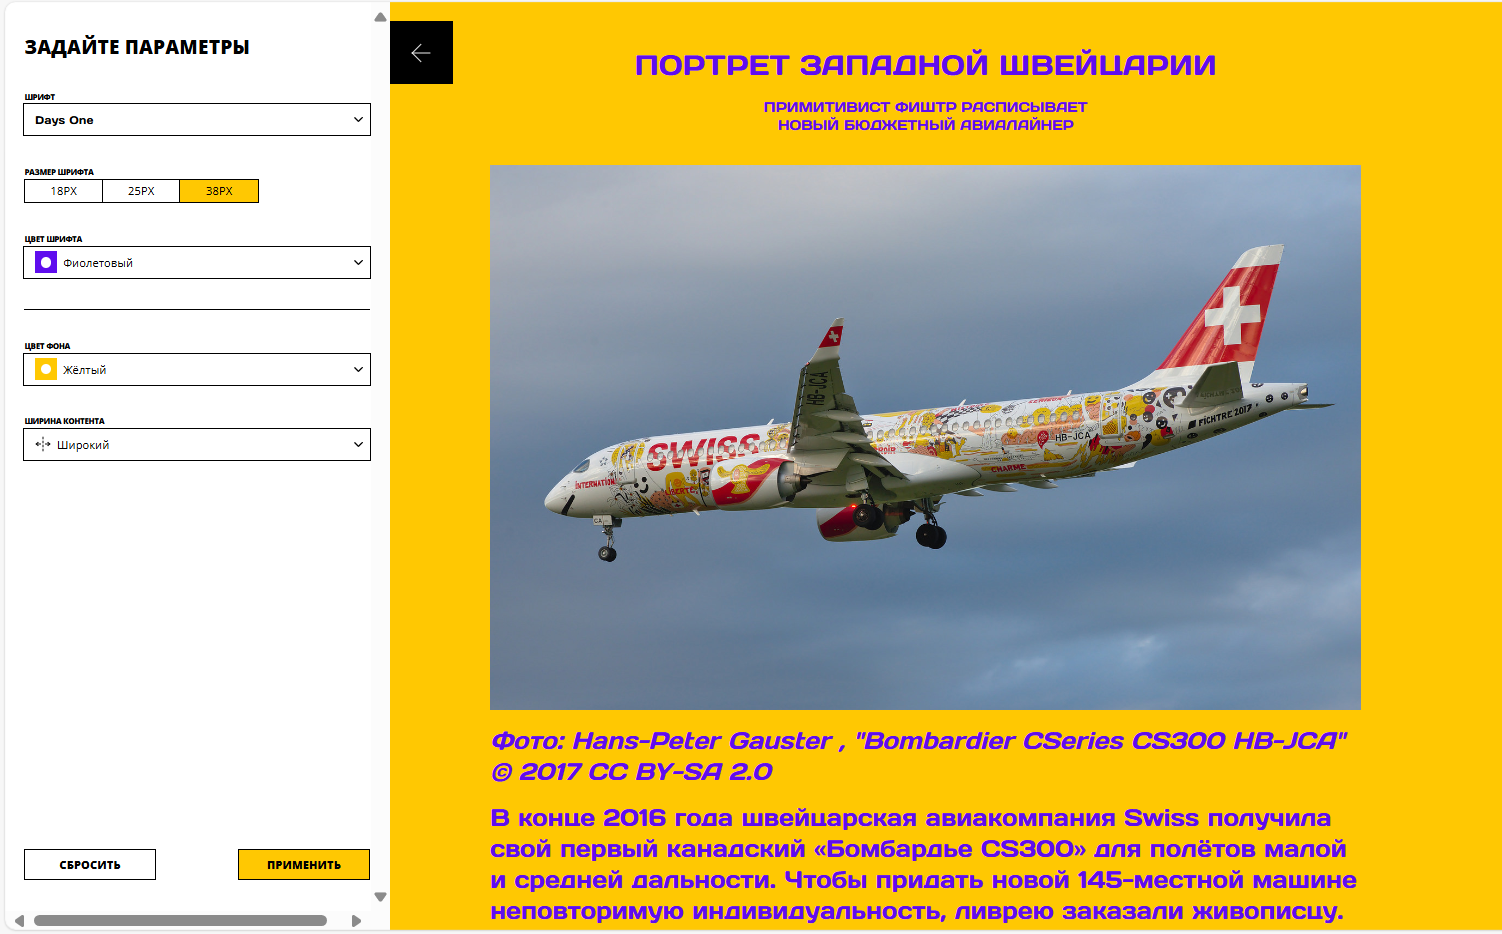 ЗАДАЙТЕ ПАРАМЕТРЫ
ШРИФТ
Days One
РАЗМЕР ШРИФТА
18PX 25PX 38PX
ЦВЕТ ШРИФТА
Фиолетовый
ЦВЕТ ФОНА
Жёлтый
ШИРИНА КОНТЕНТА
Широкий
СБРОСИТЬ ПРИМЕНИТЬ
ПОРТРЕТ ЗАПАДНОЙ ШВЕЙЦАРИИ
ПРИМИТИВИСТ ФИШТР РАСПИСЫВАЕТ
НОВЫЙ БЮДЖЕТНЫЙ АВИАЛАЙНЕР
HB-JCA
FICHTRE 2017
SWISS
HB-JCA
CHARME
LIBERTÉ
CA
Фото: Hans-Peter Gauster , "Bombardier CSeries CS300 HB-JCA"
© 2017 CC BY-SA 2.0
В конце 2016 года швейцарская авиакомпания Swiss получила
свой первый канадский «Бомбардье CS300» для полётов малой
и средней дальности. Чтобы придать новой 145-местной машине
неповторимую индивидуальность, ливрею заказали живописцу.